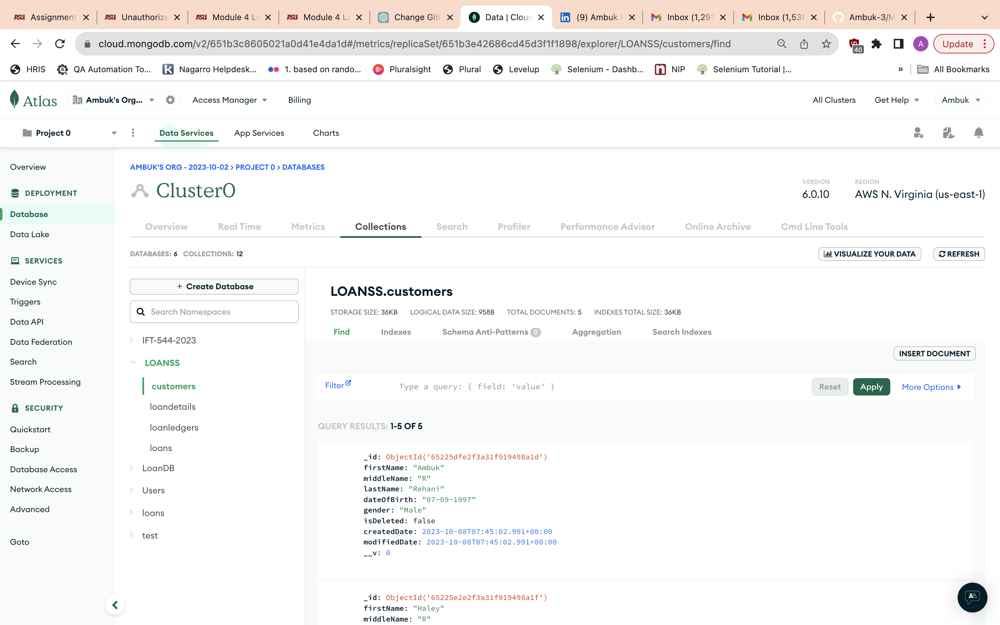 Assignment
Unauthorize
Module 4 La
Module 4 La
Change Git
Data | Clou
(9) Ambuk
Inbox (1,291
Inbox (1,536
Ambuk-3/M
cloud.mongodb.com/v2/651b3c8605021a0d41e4da1d#/metrics/replicaSet/651b3e42686cd45d3f1f1898/explorer/LOANSS/customers/find
40
A
Update
HRIS
QA Automation To...
Nagarro Helpdesk...
1. based on rando...
Pluralsight
Plural
Levelup
Selenium - Dashb...
NIP
Selenium Tutorial |...
»
All Bookmarks
Atlas
Ambuk's Org...
Access Manager
Billing
All Clusters
Get Help
Ambuk
Project 0
Data Services
App Services
Charts
Overview
DEPLOYMENT
Database
Data Lake
SERVICES
Device Sync
Triggers
Data API
Data Federation
Search
Stream Processing
SECURITY
Quickstart
Backup
Database Access
Network Access
Advanced
Goto
AMBUK'S ORG - 2023-10-02 > PROJECT 0 > DATABASES
Cluster0
VERSION
6.0.10
REGION
AWS N. Virginia (us-east-1)
Overview
Real Time
Metrics
Collections
Search
Profiler
Performance Advisor
Online Archive
Cmd Line Tools
DATABASES: 6 COLLECTIONS: 12
VISUALIZE YOUR DATA
REFRESH
+ Create Database
Search Namespaces
IFT-544-2023
LOANSS
customers
loandetails
loanledgers
loans
LoanDB
Users
loans
test
LOANSS.customers
STORAGE SIZE: 36KB LOGICAL DATA SIZE: 958B TOTAL DOCUMENTS: 5 INDEXES TOTAL SIZE: 36KB
Find
Indexes
Schema Anti-Patterns 0
Aggregation
Search Indexes
INSERT DOCUMENT
Filter
Type a query: { field: 'value' }
Reset
Apply
More Options
QUERY RESULTS: 1-5 OF 5
_id: ObjectId('65225dfe2f3a31f919498a1d')
firstName: "Ambuk"
middleName: "R"
lastName: "Rehani"
dateOfBirth: "07-09-1997"
gender: "Male"
isDeleted: false
createdDate: 2023-10-08T07:45:02.991+00:00
modifiedDate: 2023-10-08T07:45:02.991+00:00
__v: 0
_id: ObjectId('65225e2e2f3a31f919498a1f')
firstName: "Haley"
middleName: "R"